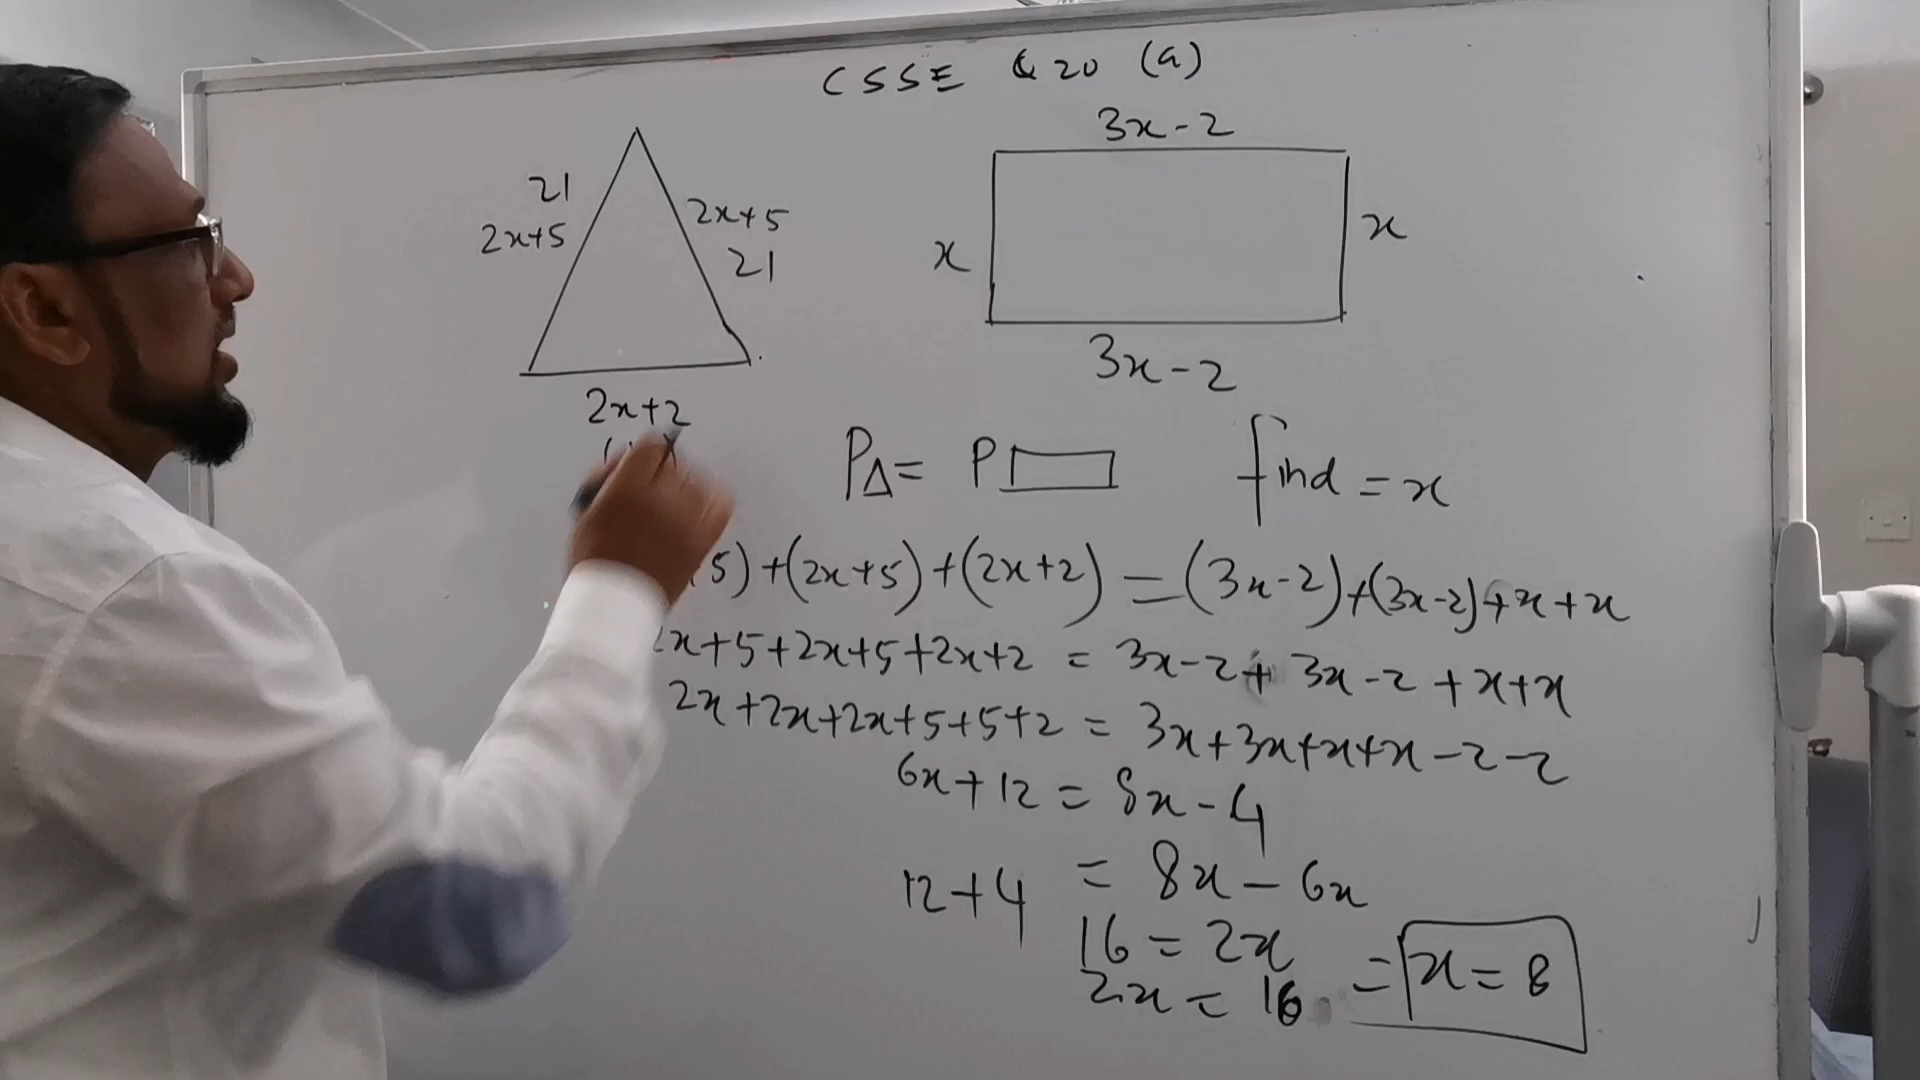 CSSE Q 20 (a)
3x-2
21
2x+5
2x+5
21
x
x
3x-2
2x+2
P△= P▭
find = x
5)+(2x+5)+(2x+2) = (3x-2)+(3x-2)+x+x
x+5+2x+5+2x+2 = 3x-2+3x-2+x+x
2x+2x+2x+5+5+2 = 3x+3x+x+x-2-2
6x+12 = 8x-4
12+4 = 8x-6x
16 = 2x
2x = 16 = x = 8